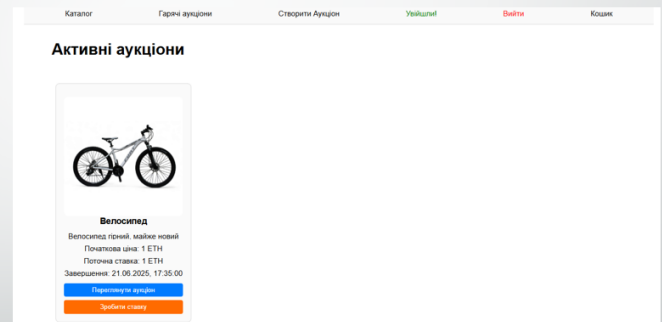 Каталог Гарячі аукціони Створити Аукціон Увійшли! Вийти Кошик
Активні аукціони
Велосипед
Велосипед гірний, майже новий
Початкова ціна: 1 ETH
Поточна ставка: 1 ETH
Завершення: 21.06.2025, 17:35:00
Переглянути аукціон
Зробити ставку